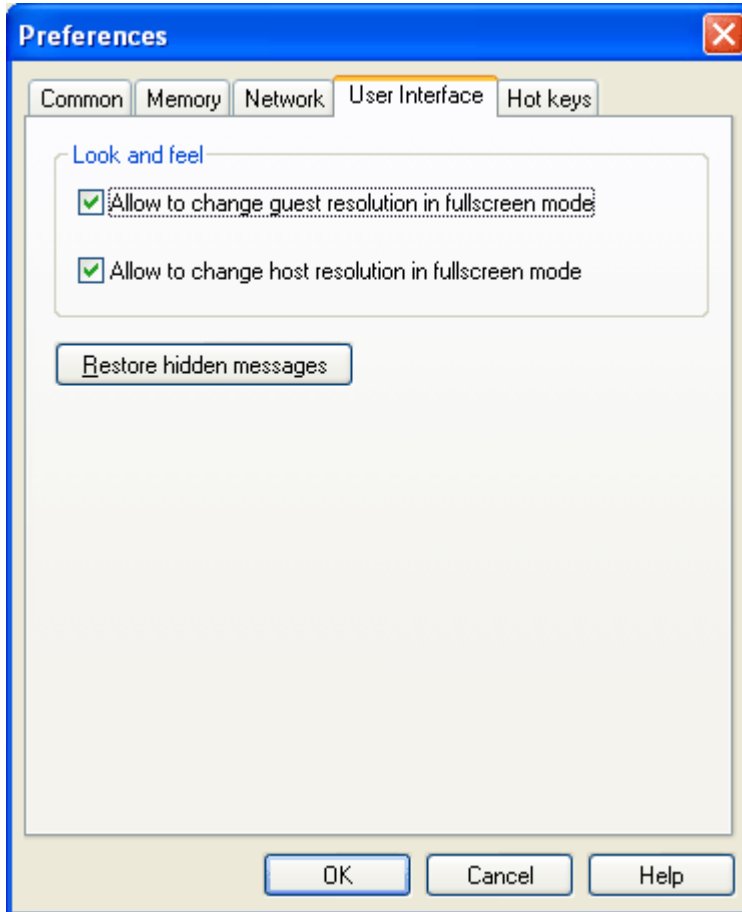 Preferences
Common Memory Network User Interface Hot keys
Look and feel
Allow to change guest resolution in fullscreen mode
Allow to change host resolution in fullscreen mode
Restore hidden messages
OK Cancel Help